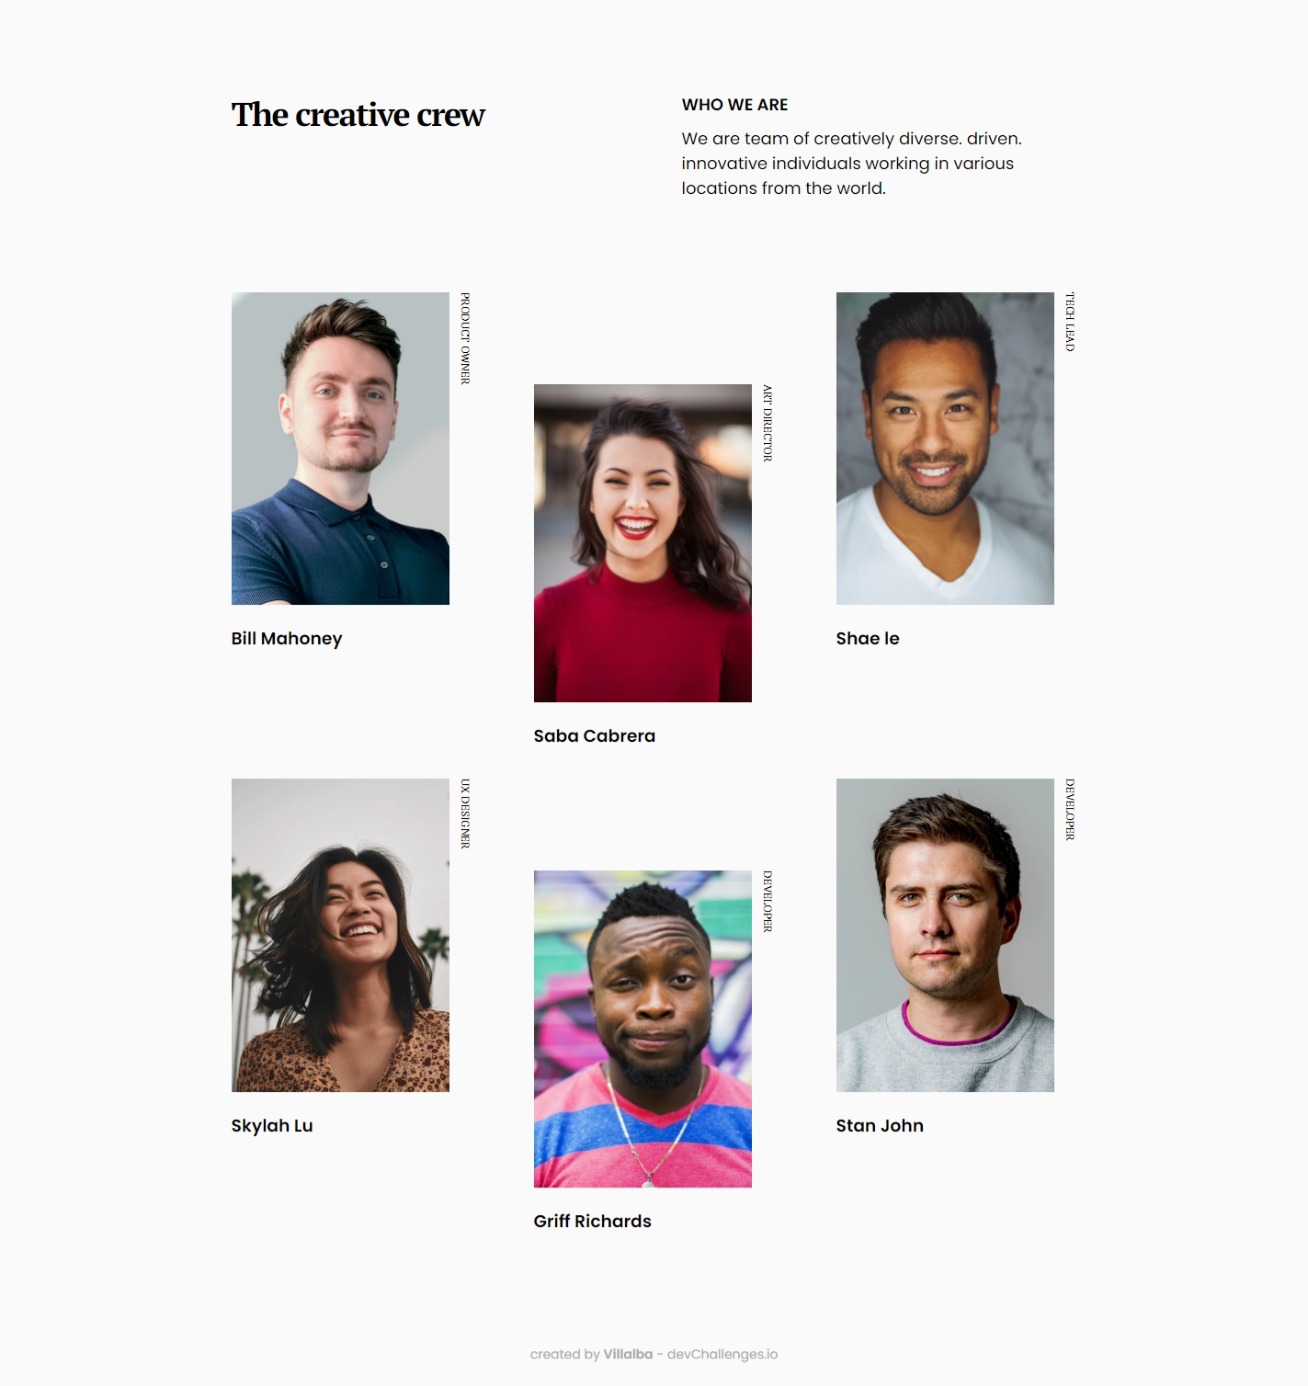 The creative crew
WHO WE ARE
We are team of creatively diverse. driven.
innovative individuals working in various
locations from the world.
PRODUCT OWNER
Bill Mahoney
ART DIRECTOR
Saba Cabrera
TECH LEAD
Shae le
UX DESIGNER
Skylah Lu
DEVELOPER
Griff Richards
DEVELOPER
Stan John
created by Villalba - devChallenges.io